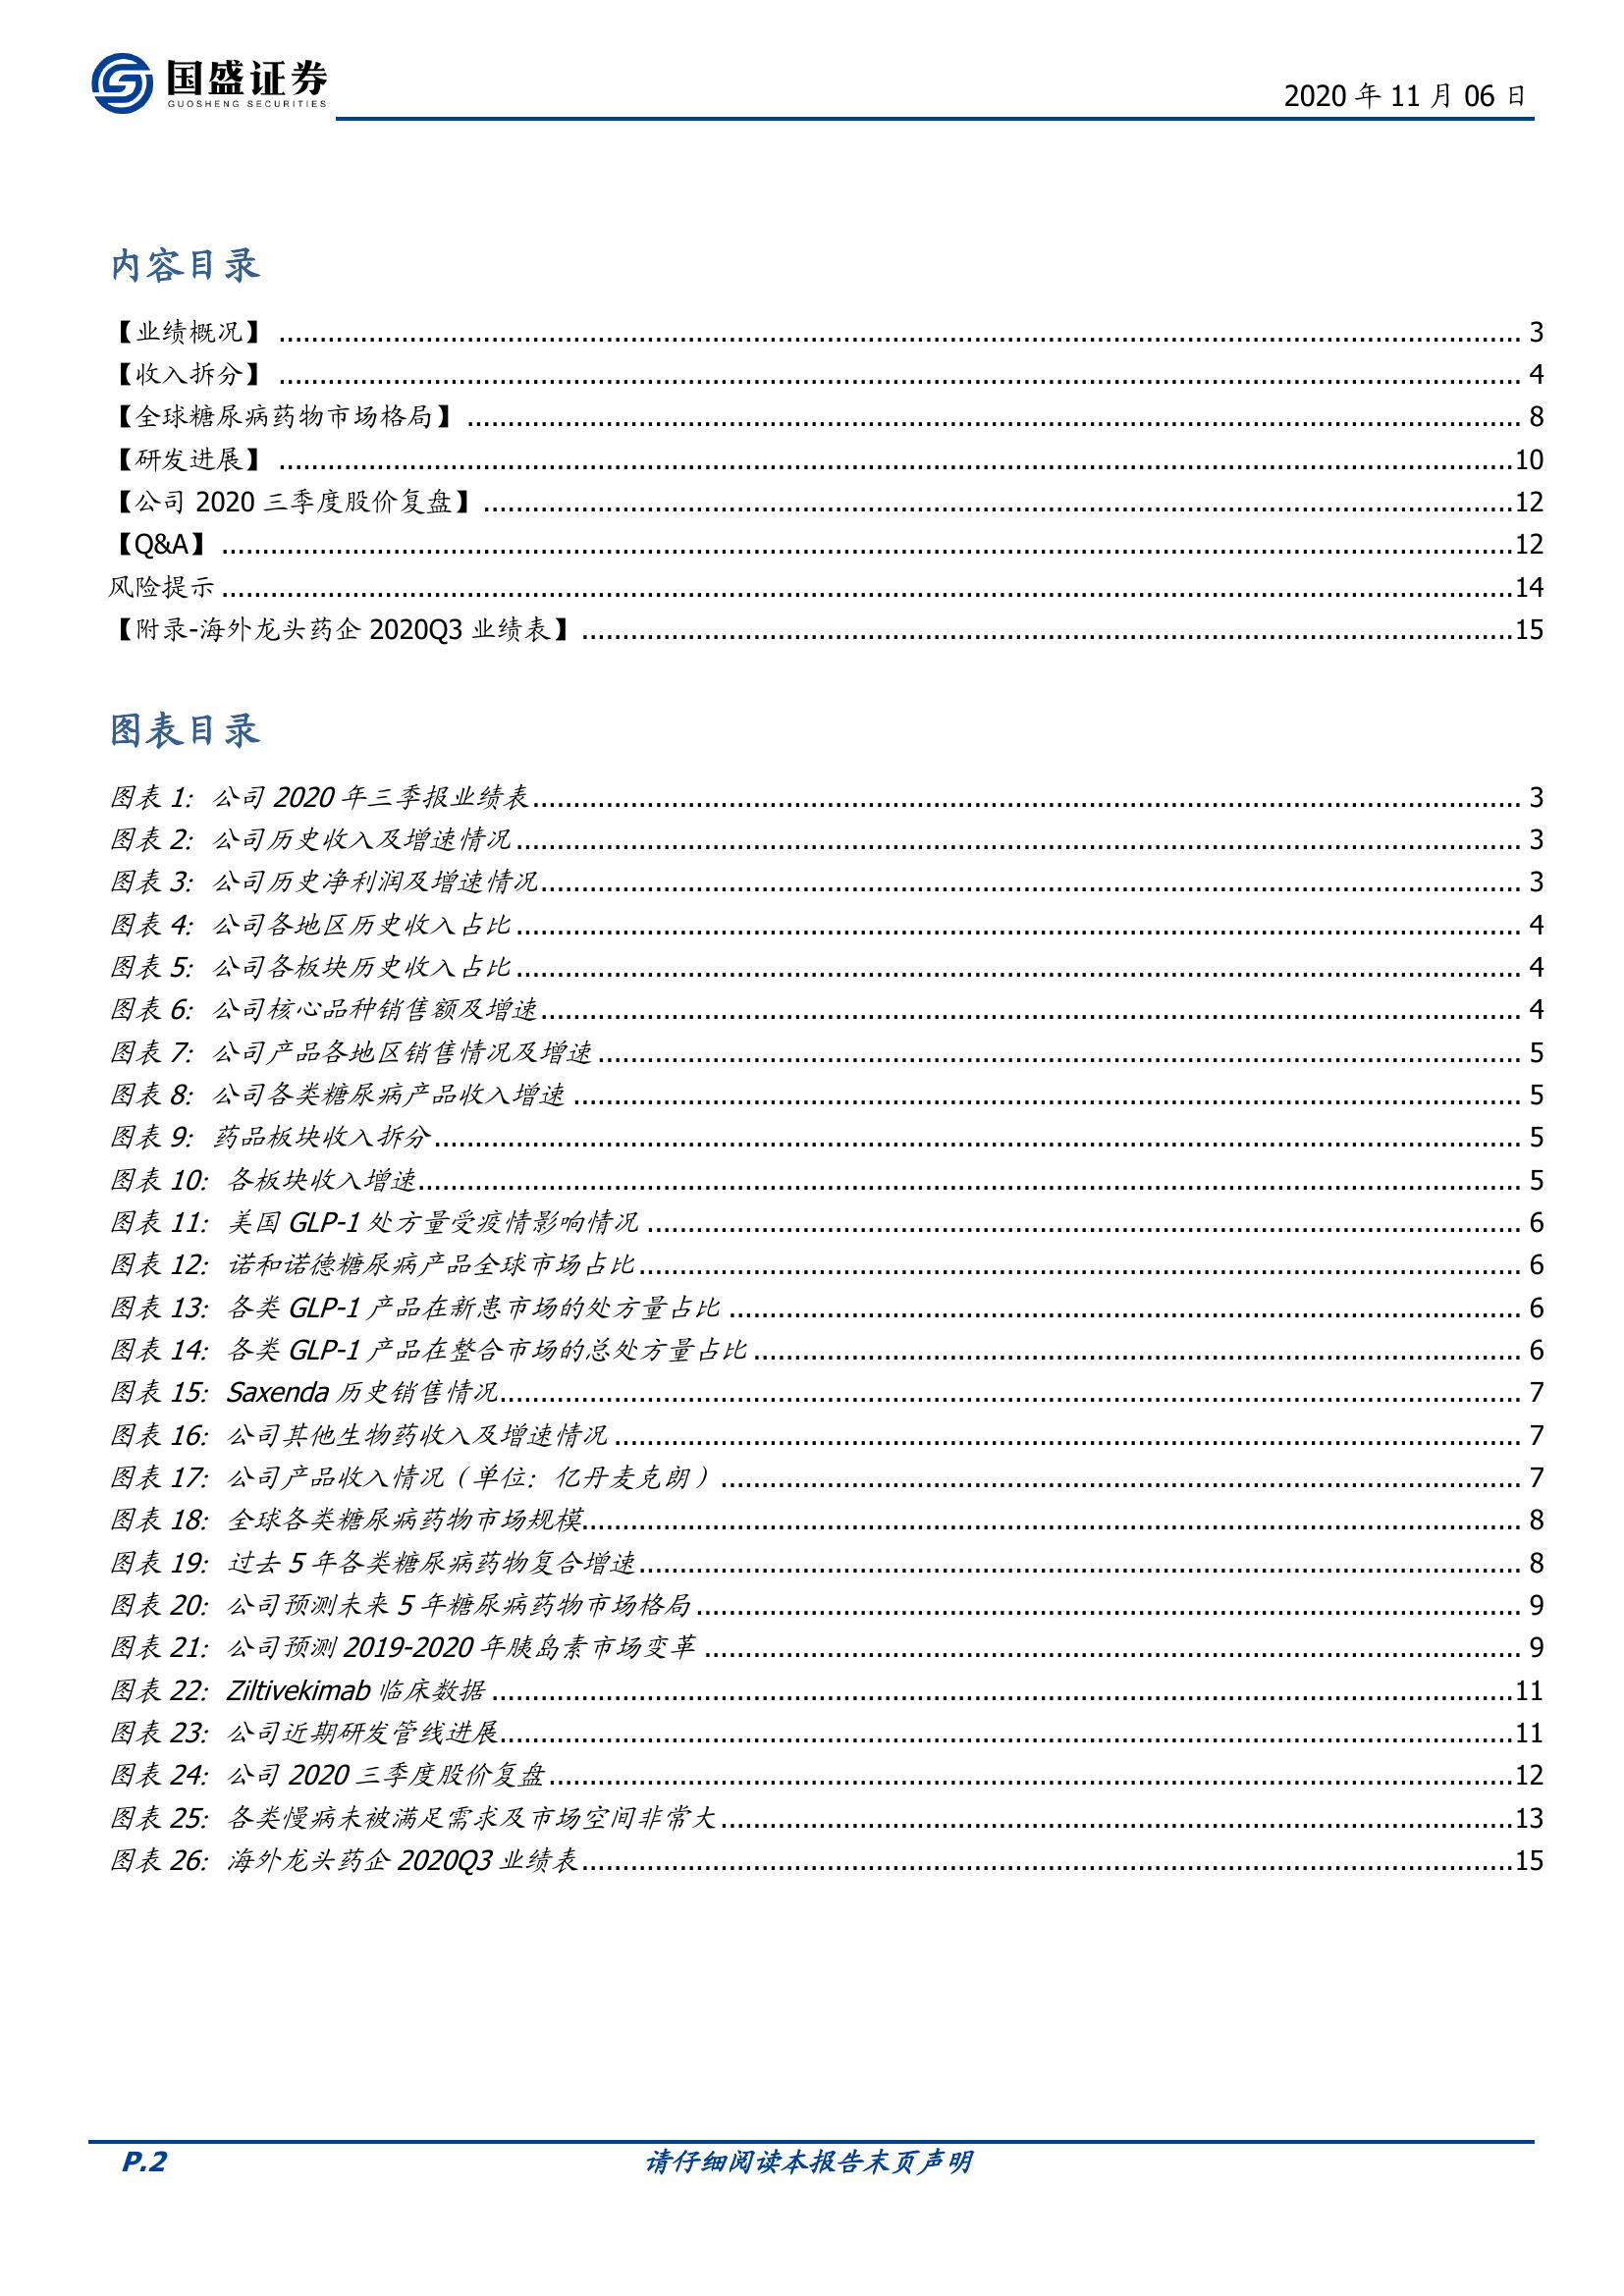 国盛证券
GUOSHENG SECURITIES
2020 年 11 月 06 日
内容目录
【业绩概况】 ........ 3
【收入拆分】 ........ 4
【全球糖尿病药物市场格局】 ........ 8
【研发进展】 ........ 10
【公司 2020 三季度股价复盘】 ........ 12
【Q&A】 ........ 12
风险提示 ........ 14
【附录-海外龙头药企 2020Q3 业绩表】 ........ 15
图表目录
图表 1: 公司 2020 年三季报业绩表 ........ 3
图表 2: 公司历史收入及增速情况 ........ 3
图表 3: 公司历史净利润及增速情况 ........ 3
图表 4: 公司各地区历史收入占比 ........ 4
图表 5: 公司各板块历史收入占比 ........ 4
图表 6: 公司核心品种销售额及增速 ........ 4
图表 7: 公司产品各地区销售情况及增速 ........ 5
图表 8: 公司各类糖尿病产品收入增速 ........ 5
图表 9: 药品板块收入拆分 ........ 5
图表 10: 各板块收入增速 ........ 5
图表 11: 美国 GLP-1 处方量受疫情影响情况 ........ 6
图表 12: 诺和诺德糖尿病产品全球市场占比 ........ 6
图表 13: 各类 GLP-1 产品在新患市场的处方量占比 ........ 6
图表 14: 各类 GLP-1 产品在整合市场的总处方量占比 ........ 6
图表 15: Saxenda 历史销售情况 ........ 7
图表 16: 公司其他生物药收入及增速情况 ........ 7
图表 17: 公司产品收入情况（单位：亿丹麦克朗） ........ 7
图表 18: 全球各类糖尿病药物市场规模 ........ 8
图表 19: 过去 5 年各类糖尿病药物复合增速 ........ 8
图表 20: 公司预测未来 5 年糖尿病药物市场格局 ........ 9
图表 21: 公司预测 2019-2020 年胰岛素市场变革 ........ 9
图表 22: Ziltivekimab 临床数据 ........ 11
图表 23: 公司近期研发管线进展 ........ 11
图表 24: 公司 2020 三季度股价复盘 ........ 12
图表 25: 各类慢病未被满足需求及市场空间非常大 ........ 13
图表 26: 海外龙头药企 2020Q3 业绩表 ........ 15
P.2
请仔细阅读本报告末页声明